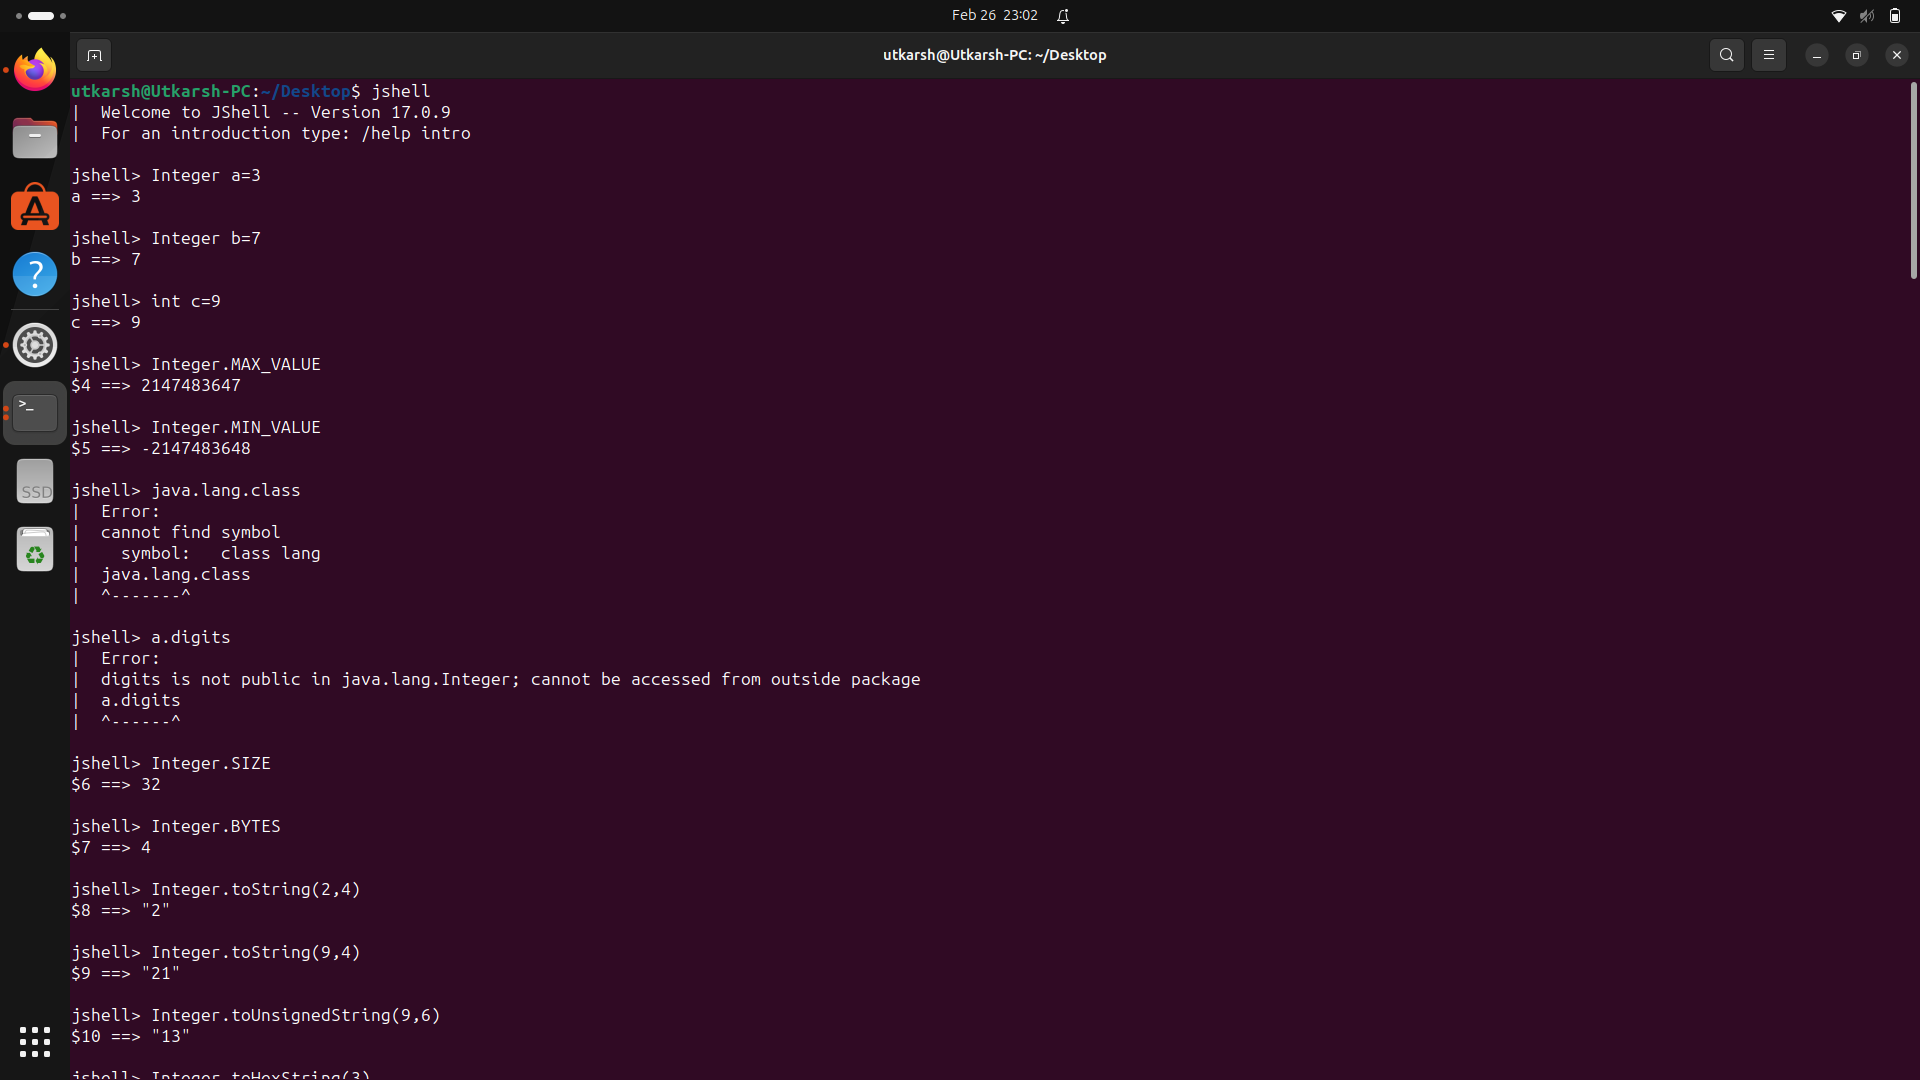 Feb 26 23:02
utkarsh@Utkarsh-PC: ~/Desktop
utkarsh@Utkarsh-PC:~/Desktop$ jshell
|  Welcome to JShell -- Version 17.0.9
|  For an introduction type: /help intro
jshell> Integer a=3
a ==> 3
jshell> Integer b=7
b ==> 7
jshell> int c=9
c ==> 9
jshell> Integer.MAX_VALUE
$4 ==> 2147483647
jshell> Integer.MIN_VALUE
$5 ==> -2147483648
jshell> java.lang.class
|  Error:
|  cannot find symbol
|    symbol:   class lang
|  java.lang.class
|  ^-------^
jshell> a.digits
|  Error:
|  digits is not public in java.lang.Integer; cannot be accessed from outside package
|  a.digits
|  ^------^
jshell> Integer.SIZE
$6 ==> 32
jshell> Integer.BYTES
$7 ==> 4
jshell> Integer.toString(2,4)
$8 ==> "2"
jshell> Integer.toString(9,4)
$9 ==> "21"
jshell> Integer.toUnsignedString(9,6)
$10 ==> "13"
jshell> Integer.toHexString(3)
>_
SSD
?